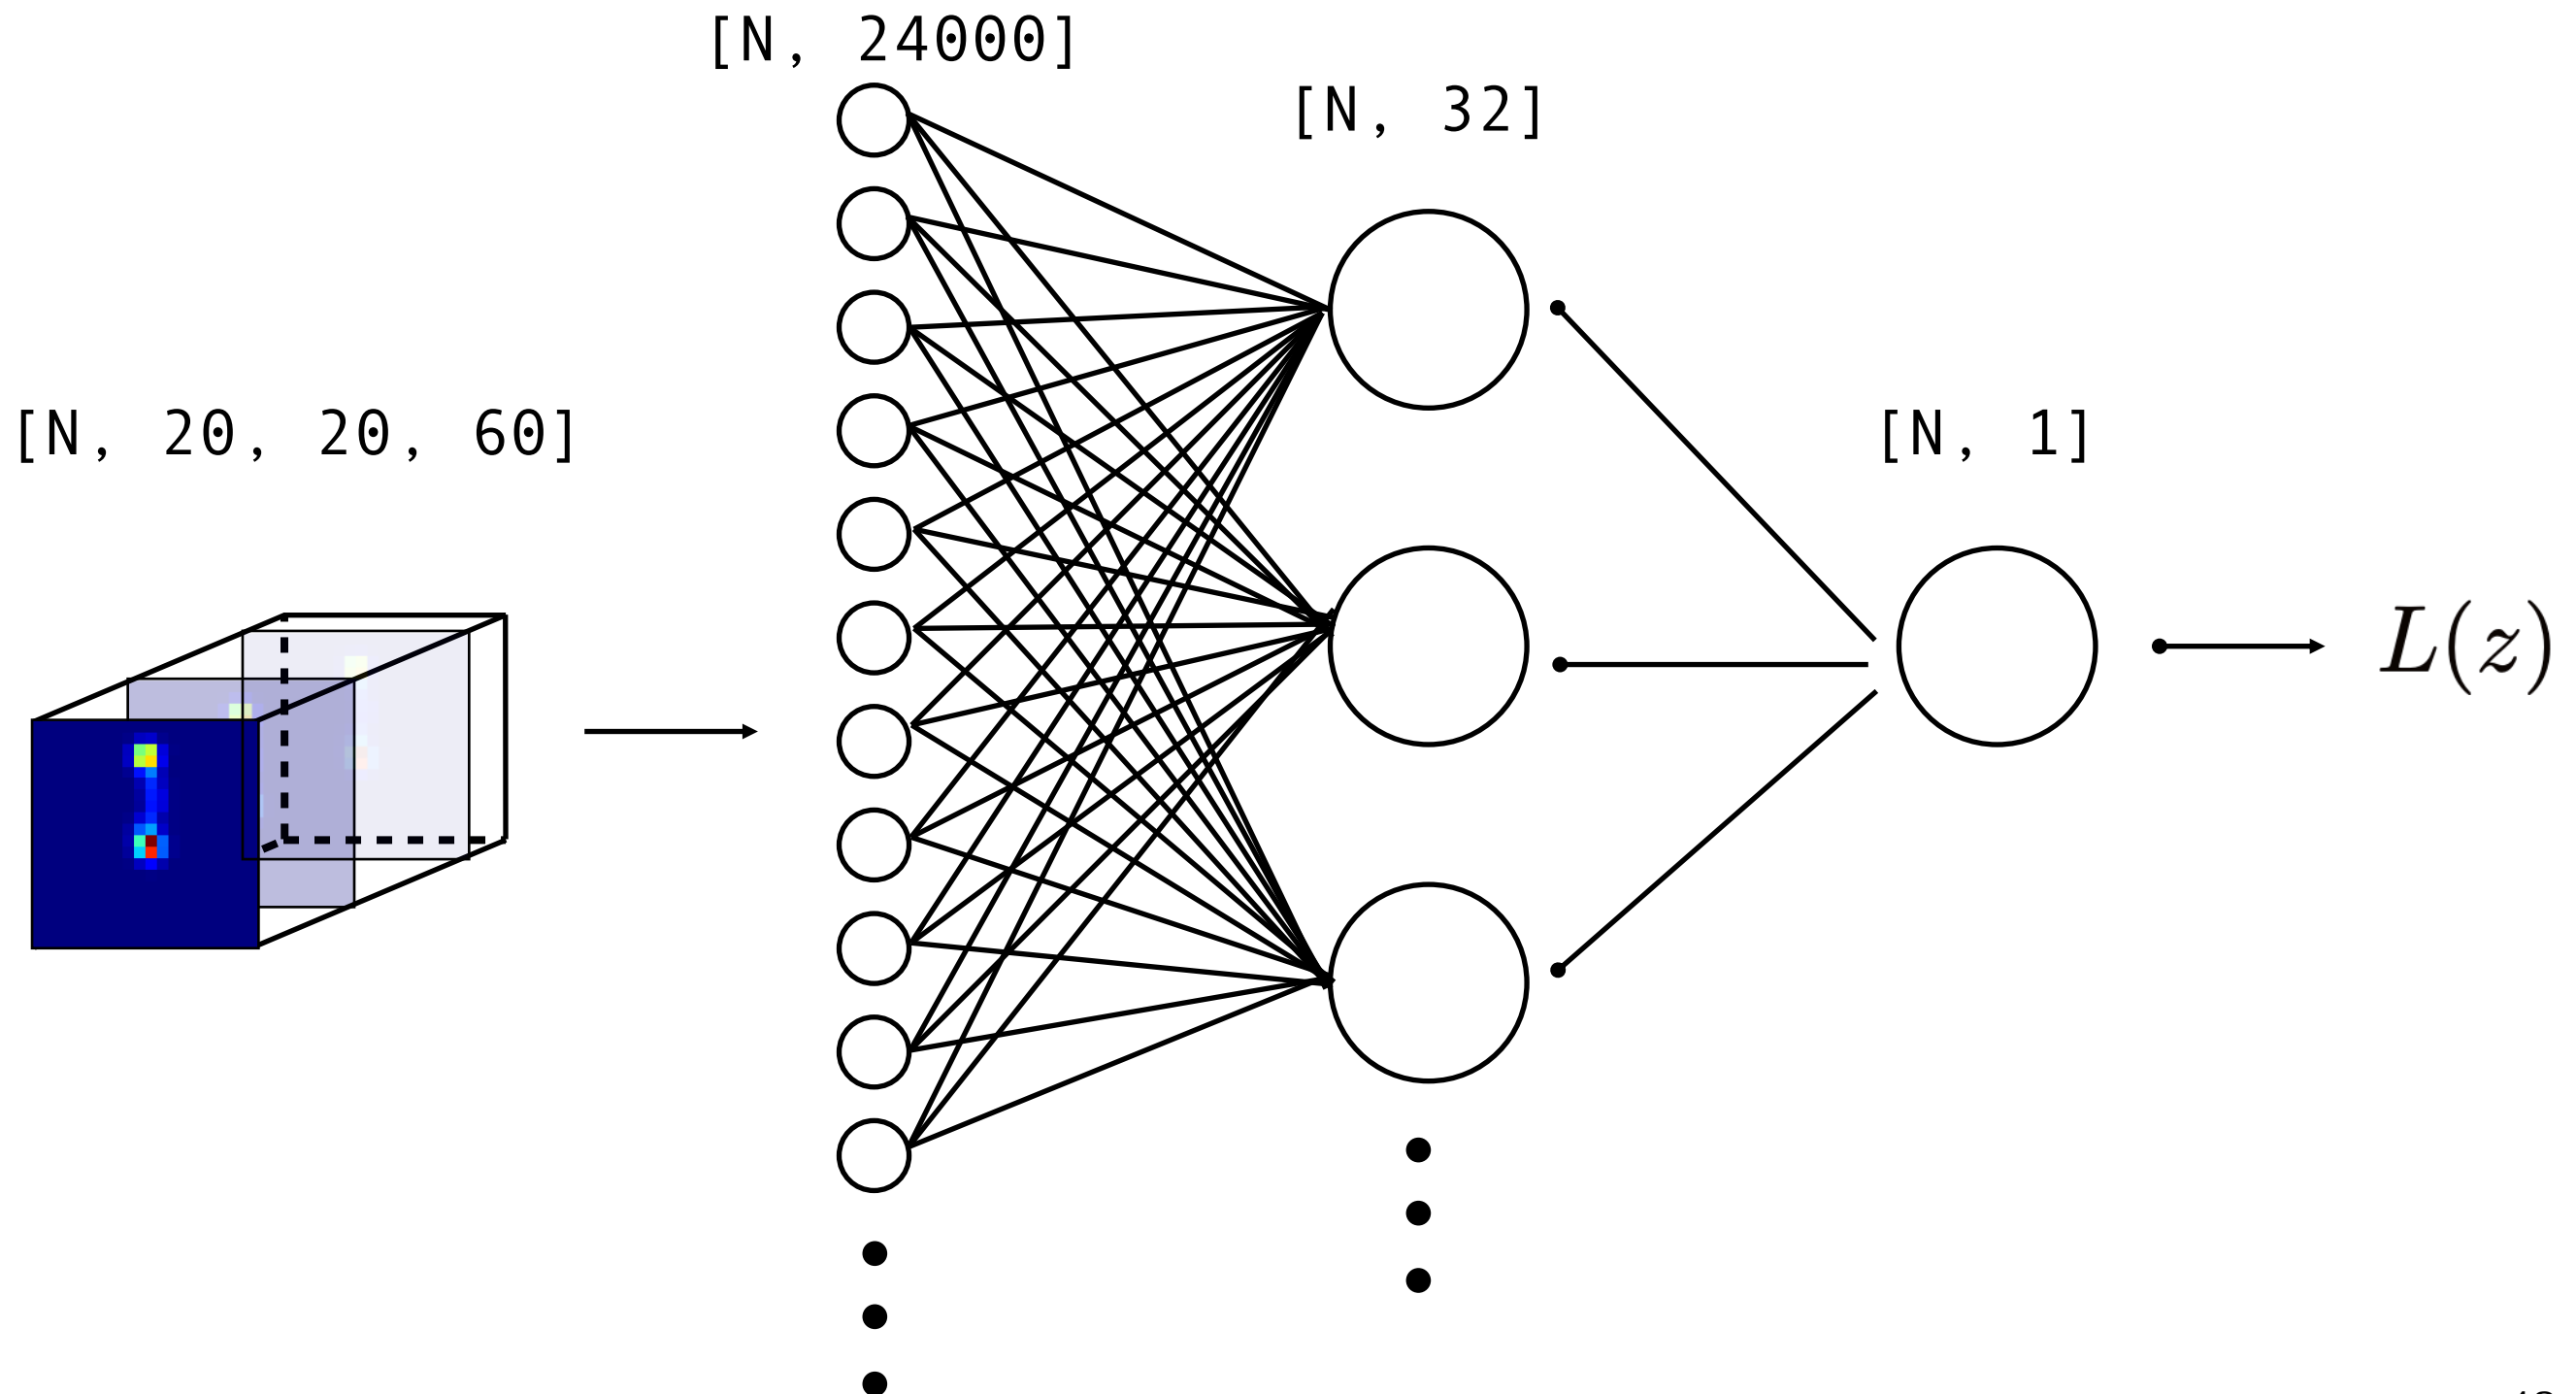 [N, 24000]
[N, 32]
[N, 20, 20, 60]
[N, 1]
L(z)